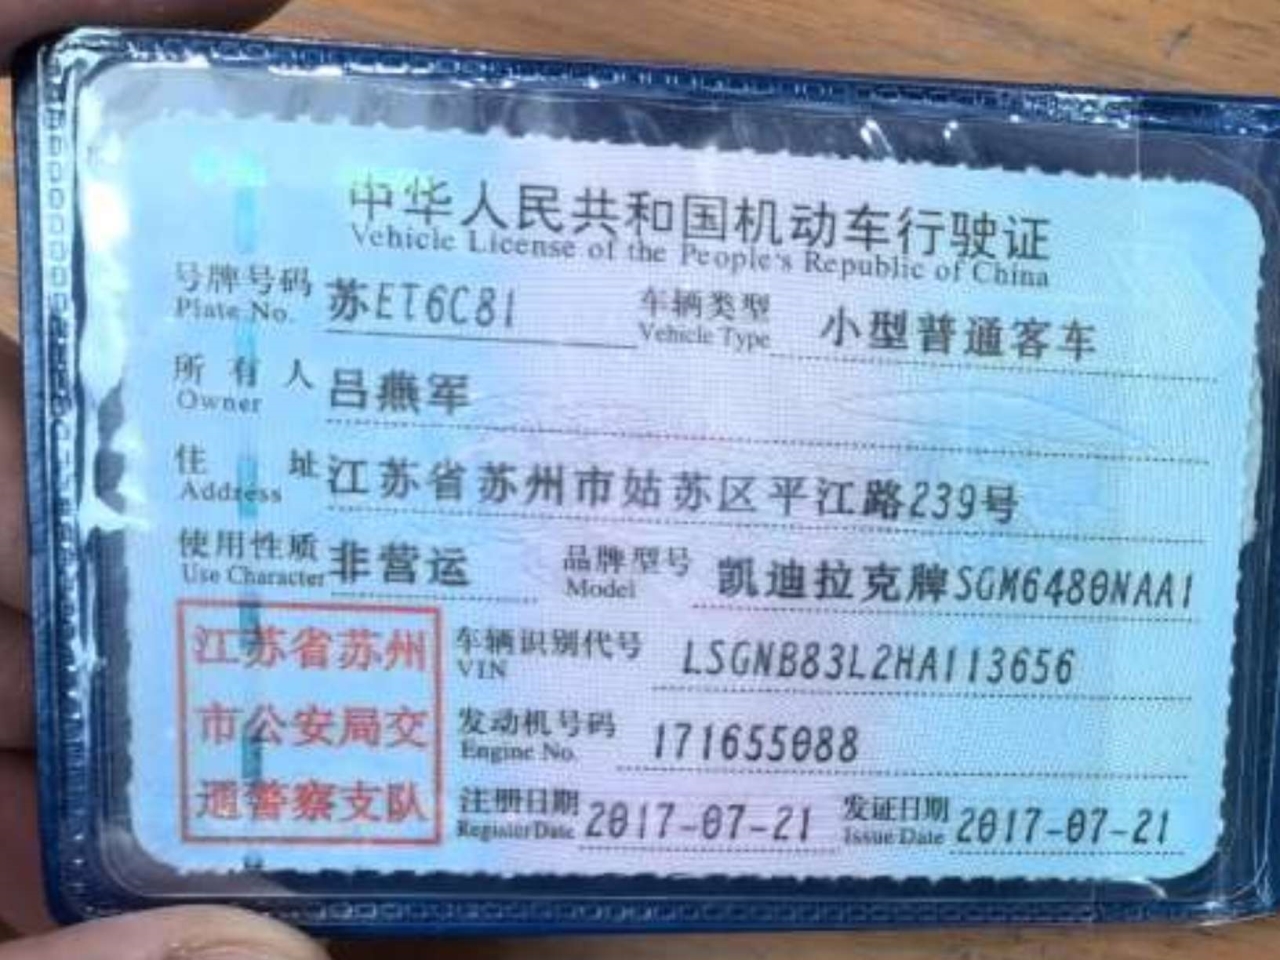 中华人民共和国机动车行驶证
Vehicle License of the People's Republic of China
号牌号码 苏ET6C81 车辆类型 小型普通客车
Plate No. Vehicle Type
所有人 吕燕军
Owner
住址 江苏省苏州市姑苏区平江路239号
Address
使用性质 非营运 品牌型号 凯迪拉克牌SGM6480NAA1
Use Character Model
江苏省苏州
市公安局交
通警察支队
车辆识别代号 LSGNB83L2HA113656
VIN
发动机号码 171655088
Engine No.
注册日期 2017-07-21 发证日期 2017-07-21
Register Date Issue Date